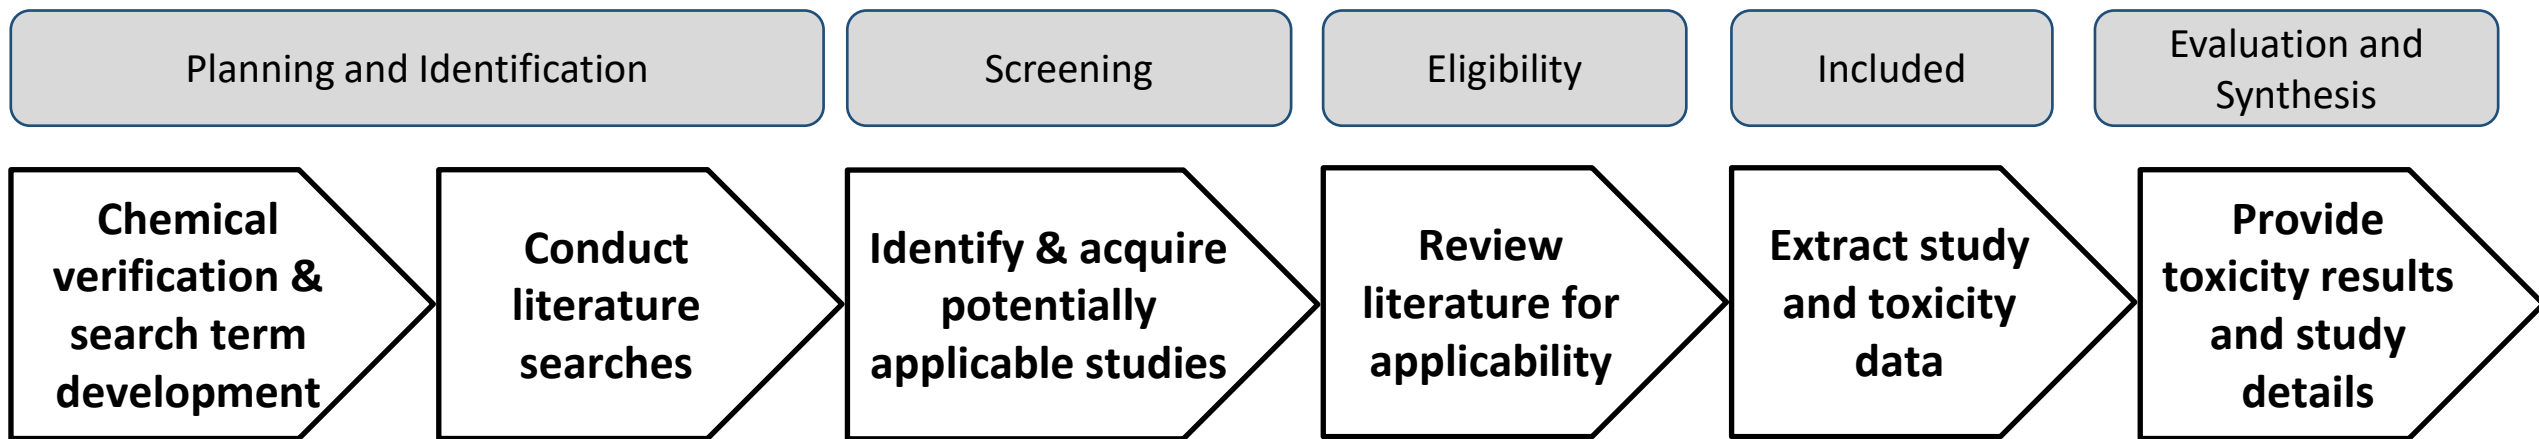 Planning and Identification
Screening
Eligibility
Included
Evaluation and
Synthesis
Chemical
verification &
search term
development
Conduct
literature
searches
Identify & acquire
potentially
applicable studies
Review
literature for
applicability
Extract study
and toxicity
data
Provide
toxicity results
and study
details